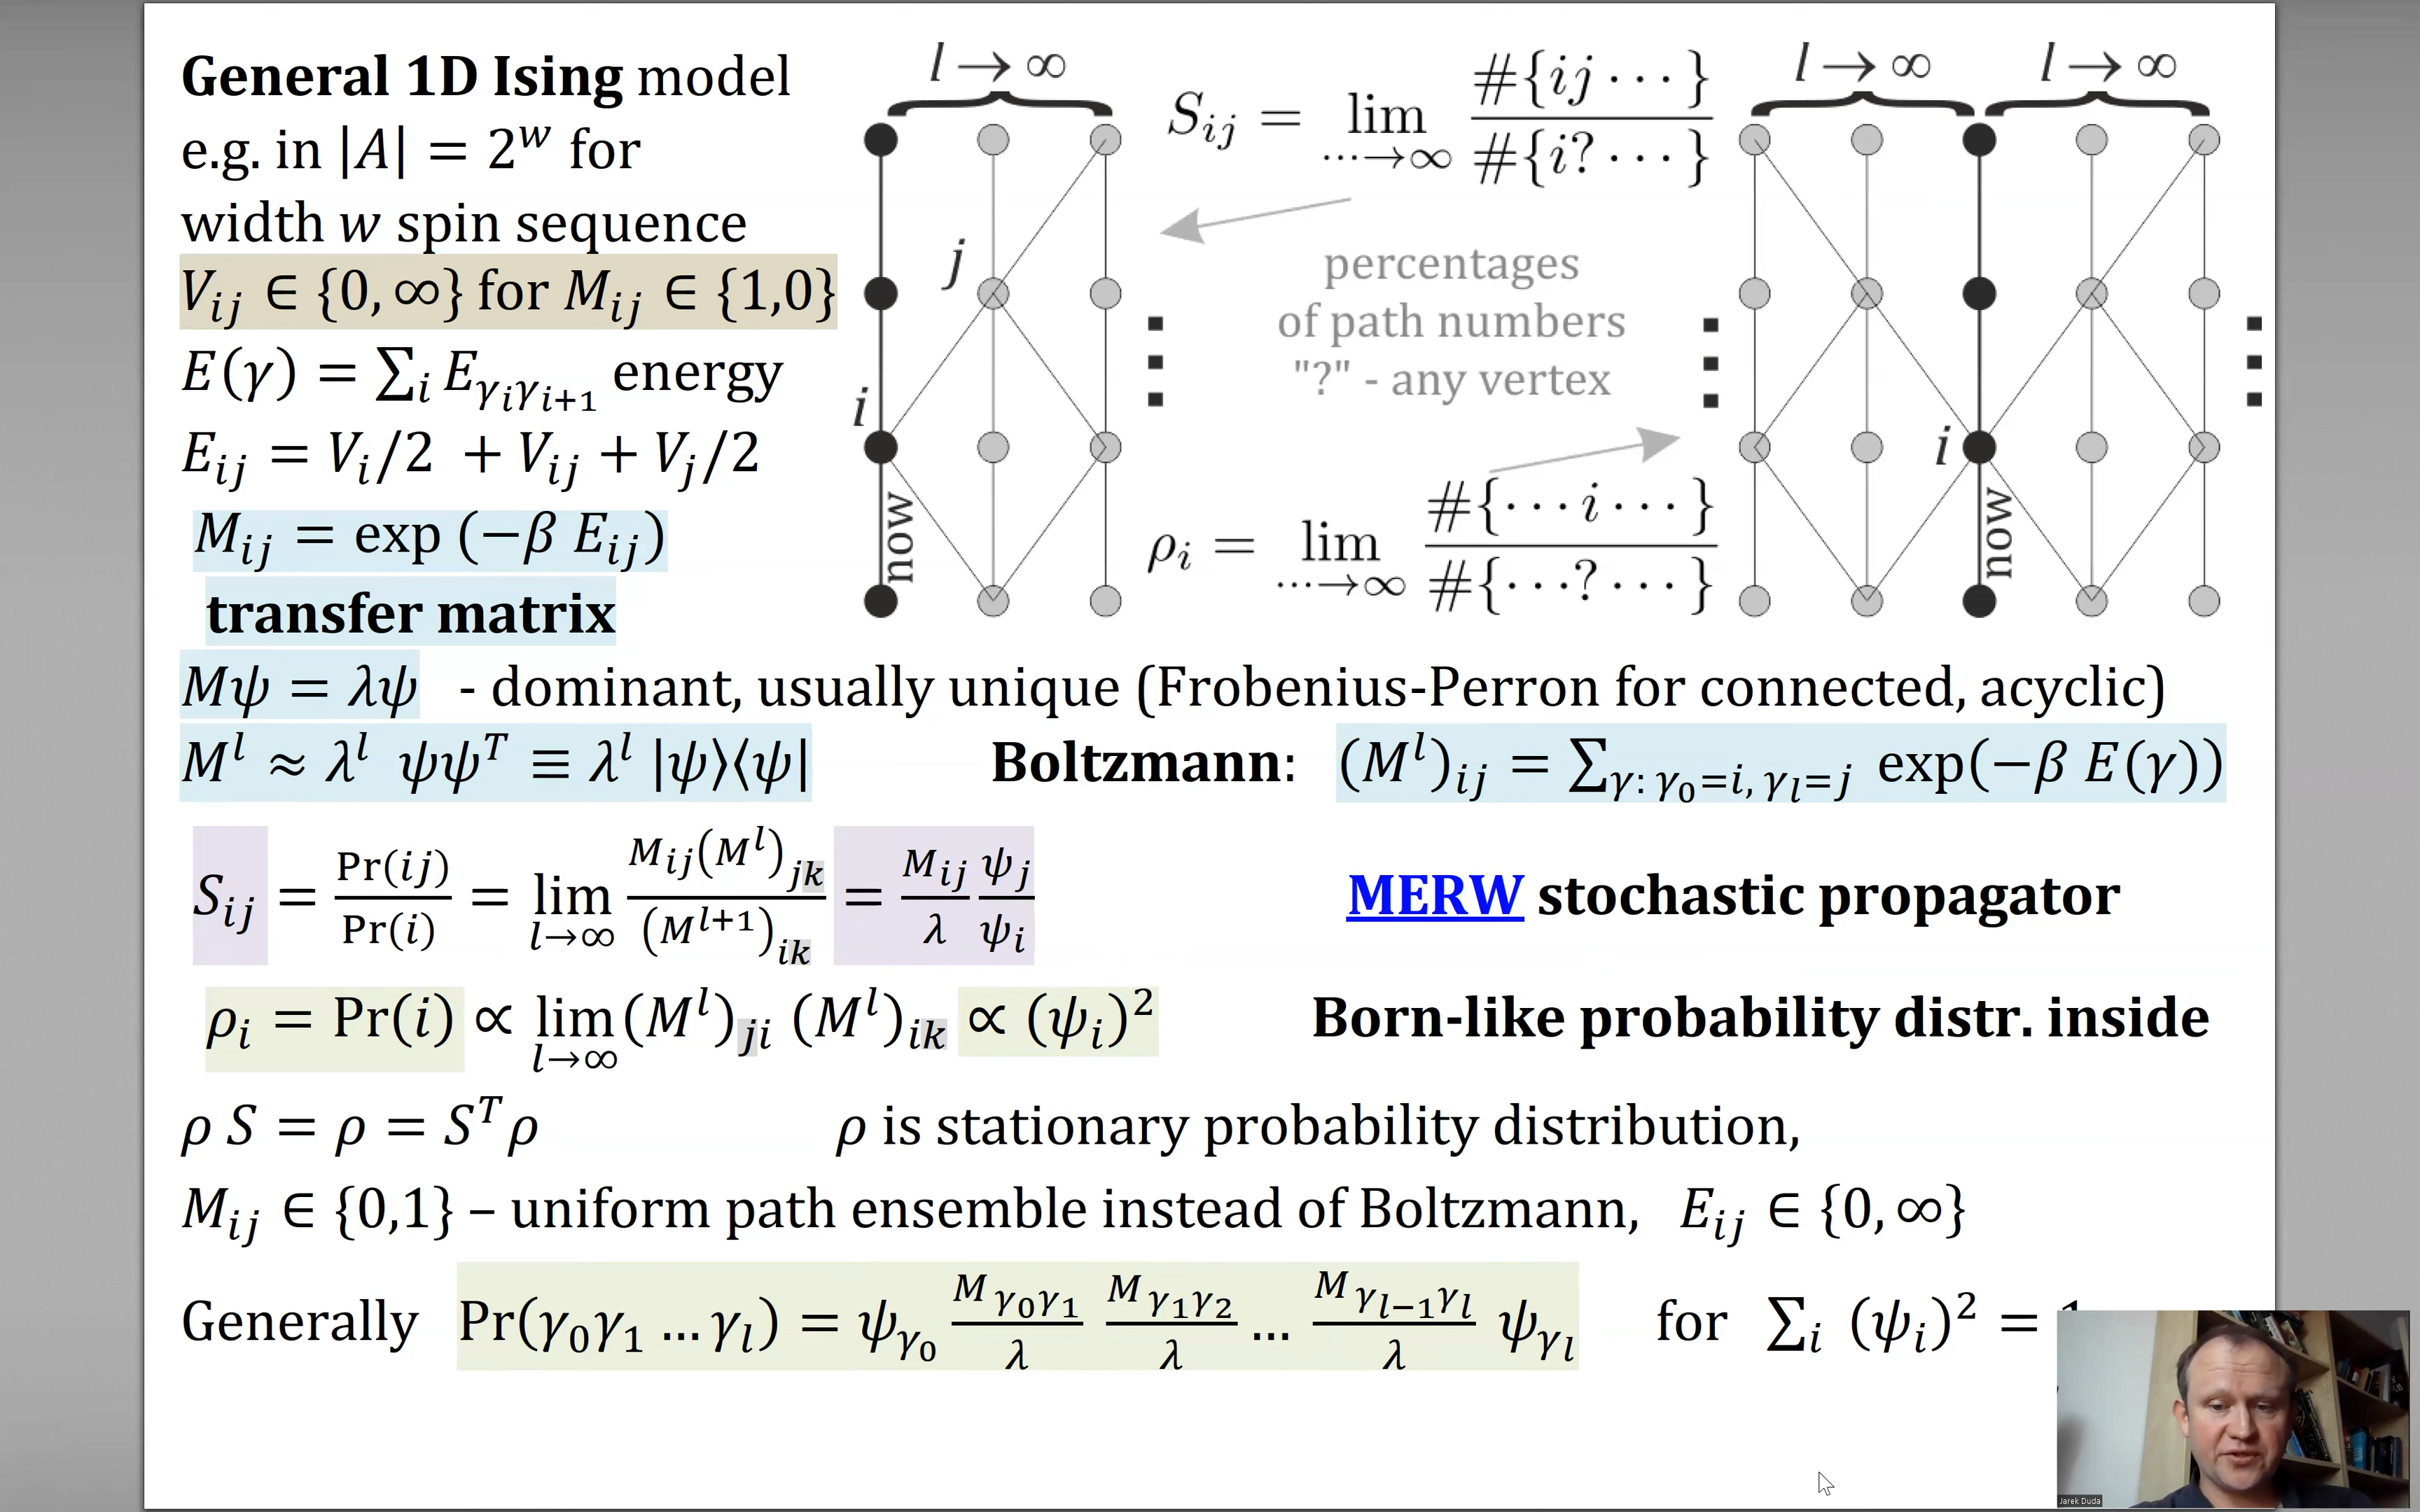 General 1D Ising model
e.g. in |A| = 2^w for
width w spin sequence
V_ij ∈ {0, ∞} for M_ij ∈ {1,0}
E(γ) = ∑_i E_{γ_i γ_{i+1}} energy
E_ij = V_i/2 + V_ij + V_j/2
M_ij = exp (−β E_ij)
transfer matrix
l → ∞
j
i
now
S_ij = lim_{⋯→∞} #{ij ⋯} / #{i? ⋯}
percentages
of path numbers
"?" - any vertex
ρ_i = lim_{⋯→∞} #{⋯ i ⋯} / #{⋯? ⋯}
l → ∞ l → ∞
i
now
Mψ = λψ - dominant, usually unique (Frobenius-Perron for connected, acyclic)
M^l ≈ λ^l ψψ^T ≡ λ^l |ψ⟩⟨ψ| Boltzmann: (M^l)_ij = ∑_{γ: γ_0=i, γ_l=j} exp(−β E(γ))
S_ij = Pr(ij)/Pr(i) = lim_{l→∞} M_ij(M^l)_jk / (M^{l+1})_ik = M_ij/λ ψ_j/ψ_i MERW stochastic propagator
ρ_i = Pr(i) ∝ lim_{l→∞} (M^l)_ji (M^l)_ik ∝ (ψ_i)^2 Born-like probability distr. inside
ρ S = ρ = S^T ρ ρ is stationary probability distribution,
M_ij ∈ {0,1} – uniform path ensemble instead of Boltzmann, E_ij ∈ {0, ∞}
Generally Pr(γ_0γ_1 … γ_l) = ψ_{γ_0} M_{γ_0γ_1}/λ M_{γ_1γ_2}/λ … M_{γ_{l−1}γ_l}/λ ψ_{γ_l} for ∑_i (ψ_i)^2 =
Jarek Duda